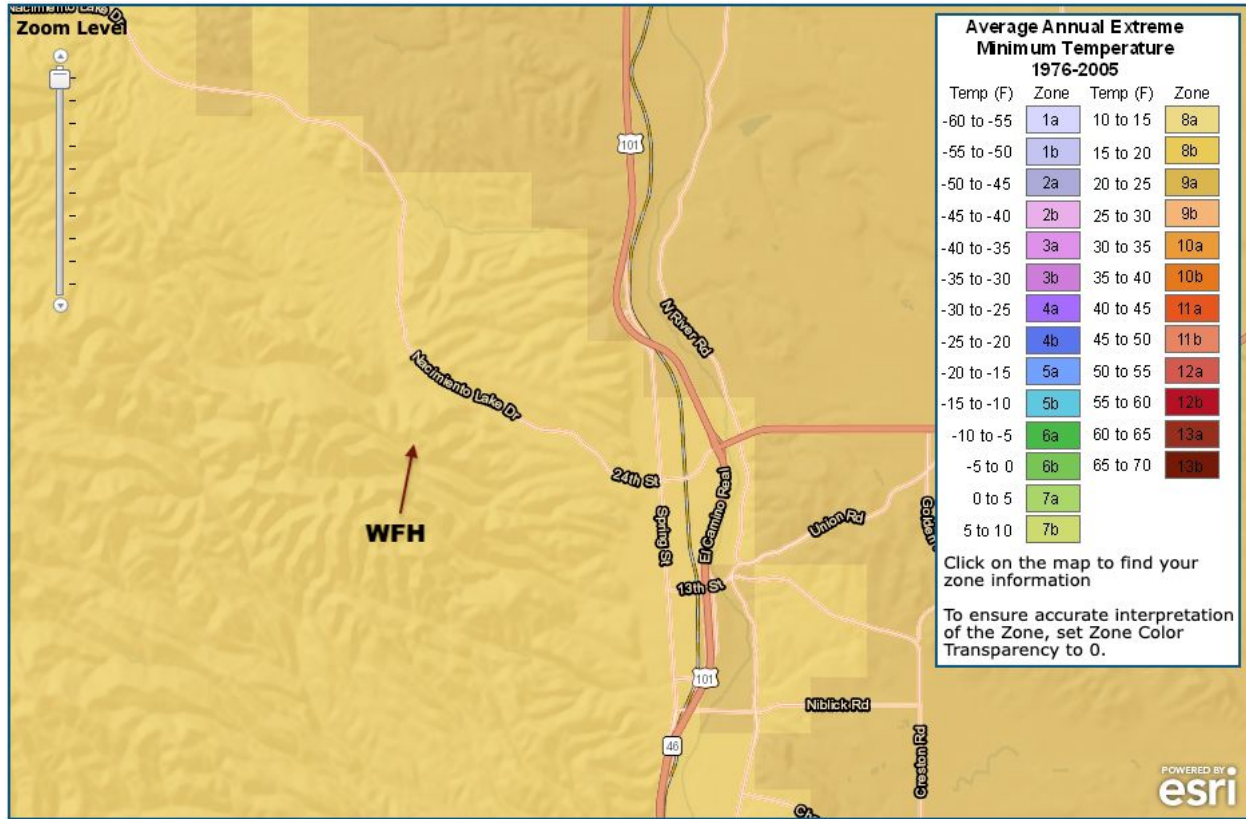 Nacimiento Lake Dr
Zoom Level
101
N River Rd
Nacimiento Lake Dr
24th St
WFH
Spring St
El Camino Real
Union Rd
13th St
101
Niblick Rd
46
Creston Rd
Average Annual Extreme
Minimum Temperature
1976-2005
Temp (F) Zone Temp (F) Zone
-60 to -55 1a 10 to 15 8a
-55 to -50 1b 15 to 20 8b
-50 to -45 2a 20 to 25 9a
-45 to -40 2b 25 to 30 9b
-40 to -35 3a 30 to 35 10a
-35 to -30 3b 35 to 40 10b
-30 to -25 4a 40 to 45 11a
-25 to -20 4b 45 to 50 11b
-20 to -15 5a 50 to 55 12a
-15 to -10 5b 55 to 60 12b
-10 to -5 6a 60 to 65 13a
-5 to 0 6b 65 to 70 13b
0 to 5 7a
5 to 10 7b
Click on the map to find your
zone information
To ensure accurate interpretation
of the Zone, set Zone Color
Transparency to 0.
POWERED BY
esri